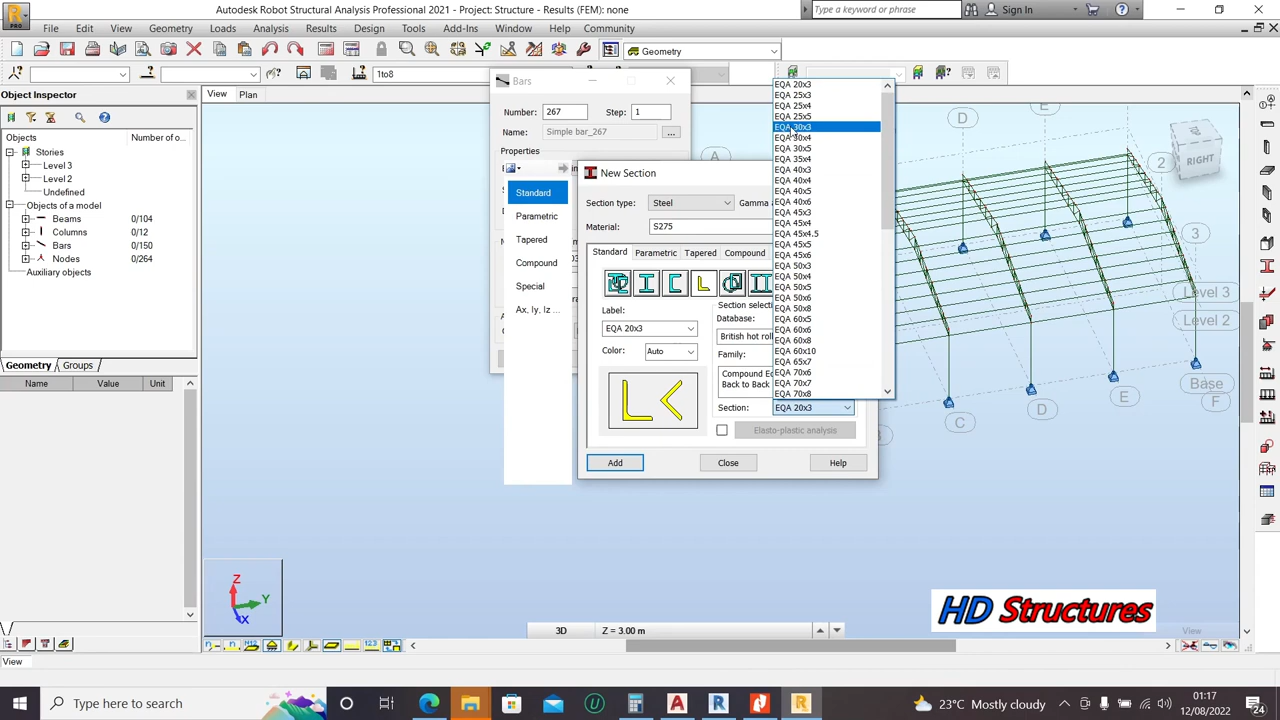 Autodesk Robot Structural Analysis Professional 2021 - Project: Structure - Results (FEM): none
Type a keyword or phrase
Sign In
File Edit View Geometry Loads Analysis Results Design Tools Add-Ins Window Help Community
Geometry
1to8
Object Inspector
View Plan
Objects Number of o...
Stories
Level 3
Level 2
Undefined
Objects of a model
Beams 0/104
Columns 0/42
Bars 0/150
Nodes 0/264
Auxiliary objects
Geometry Groups
Name Value Unit
Bars
Number: 267 Step: 1
Name: Simple bar_267 ...
Properties
Standard
Parametric
Tapered
Compound
Special
Ax, Iy, Iz ...
New Section
Section type: Steel Gamma a
Material: S275
Standard Parametric Tapered Compound
Label:
EQA 20x3
Color: Auto
Section selecti
Database:
British hot roll
Family:
Compound Eq
Back to Back
Section: EQA 20x3
Elasto-plastic analysis
Add Close Help
EQA 20x3
EQA 25x3
EQA 25x4
EQA 25x5
EQA 30x3
EQA 30x4
EQA 30x5
EQA 35x4
EQA 40x3
EQA 40x4
EQA 40x5
EQA 40x6
EQA 45x3
EQA 45x4
EQA 45x4.5
EQA 45x5
EQA 45x6
EQA 50x3
EQA 50x4
EQA 50x5
EQA 50x6
EQA 50x8
EQA 60x5
EQA 60x6
EQA 60x8
EQA 60x10
EQA 65x7
EQA 70x6
EQA 70x7
EQA 70x8
A
D
E
2
RIGHT
3
Level 3
Level 2
Base
F
E
D
C
Z
Y
X
HD Structures
View
3D Z = 3.00 m
View
Type here to search
23°C Mostly cloudy
01:17
12/08/2022
24